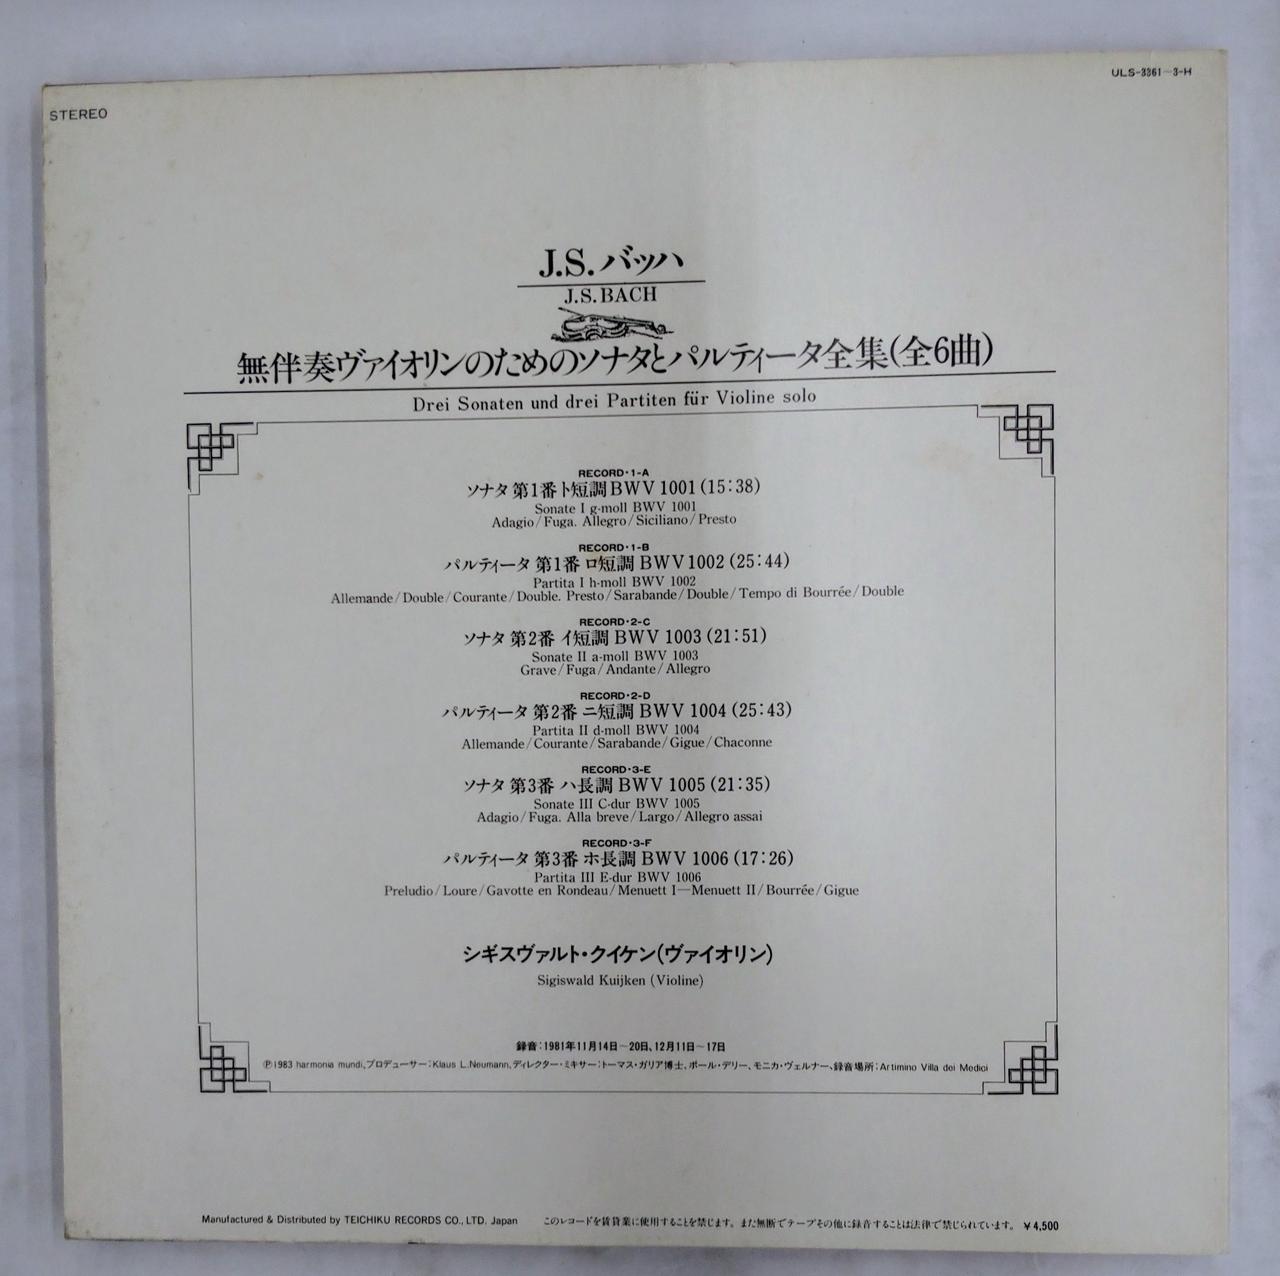 STEREO
ULS-3361～3-H
J.S.バッハ
J.S.BACH
無伴奏ヴァイオリンのためのソナタとパルティータ全集(全6曲)
Drei Sonaten und drei Partiten für Violine solo
RECORD・1-A
ソナタ 第1番 ト短調 BWV 1001 (15:38)
Sonate I g-moll BWV 1001
Adagio/Fuga. Allegro/Siciliano/Presto
RECORD・1-B
パルティータ 第1番 ロ短調 BWV 1002 (25:44)
Partita I h-moll BWV 1002
Allemande/Double/Courante/Double. Presto/Sarabande/Double/Tempo di Bourrée/Double
RECORD・2-C
ソナタ 第2番 イ短調 BWV 1003 (21:51)
Sonate II a-moll BWV 1003
Grave/Fuga/Andante/Allegro
RECORD・2-D
パルティータ 第2番 ニ短調 BWV 1004 (25:43)
Partita II d-moll BWV 1004
Allemande/Courante/Sarabande/Gigue/Chaconne
RECORD・3-E
ソナタ 第3番 ハ長調 BWV 1005 (21:35)
Sonate III C-dur BWV 1005
Adagio/Fuga. Alla breve/Largo/Allegro assai
RECORD・3-F
パルティータ 第3番 ホ長調 BWV 1006 (17:26)
Partita III E-dur BWV 1006
Preludio/Loure/Gavotte en Rondeau/Menuett I—Menuett II/Bourrée/Gigue
シギスヴァルト・クイケン(ヴァイオリン)
Sigiswald Kuijken (Violine)
録音:1981年11月14日～20日、12月11日～17日
Ⓟ1983 harmonia mundi、プロデューサー:Klaus L.Neumann、ディレクター・ミキサー:トーマス・ガリア博士、ポール・デリー、モニカ・ヴェルナー、録音場所:Artimino Villa dei Medici
Manufactured & Distributed by TEICHIKU RECORDS CO., LTD. Japan
このレコードを賃貸業に使用することを禁じます。また無断でテープその他に録音することは法律で禁じられています。 ￥4,500